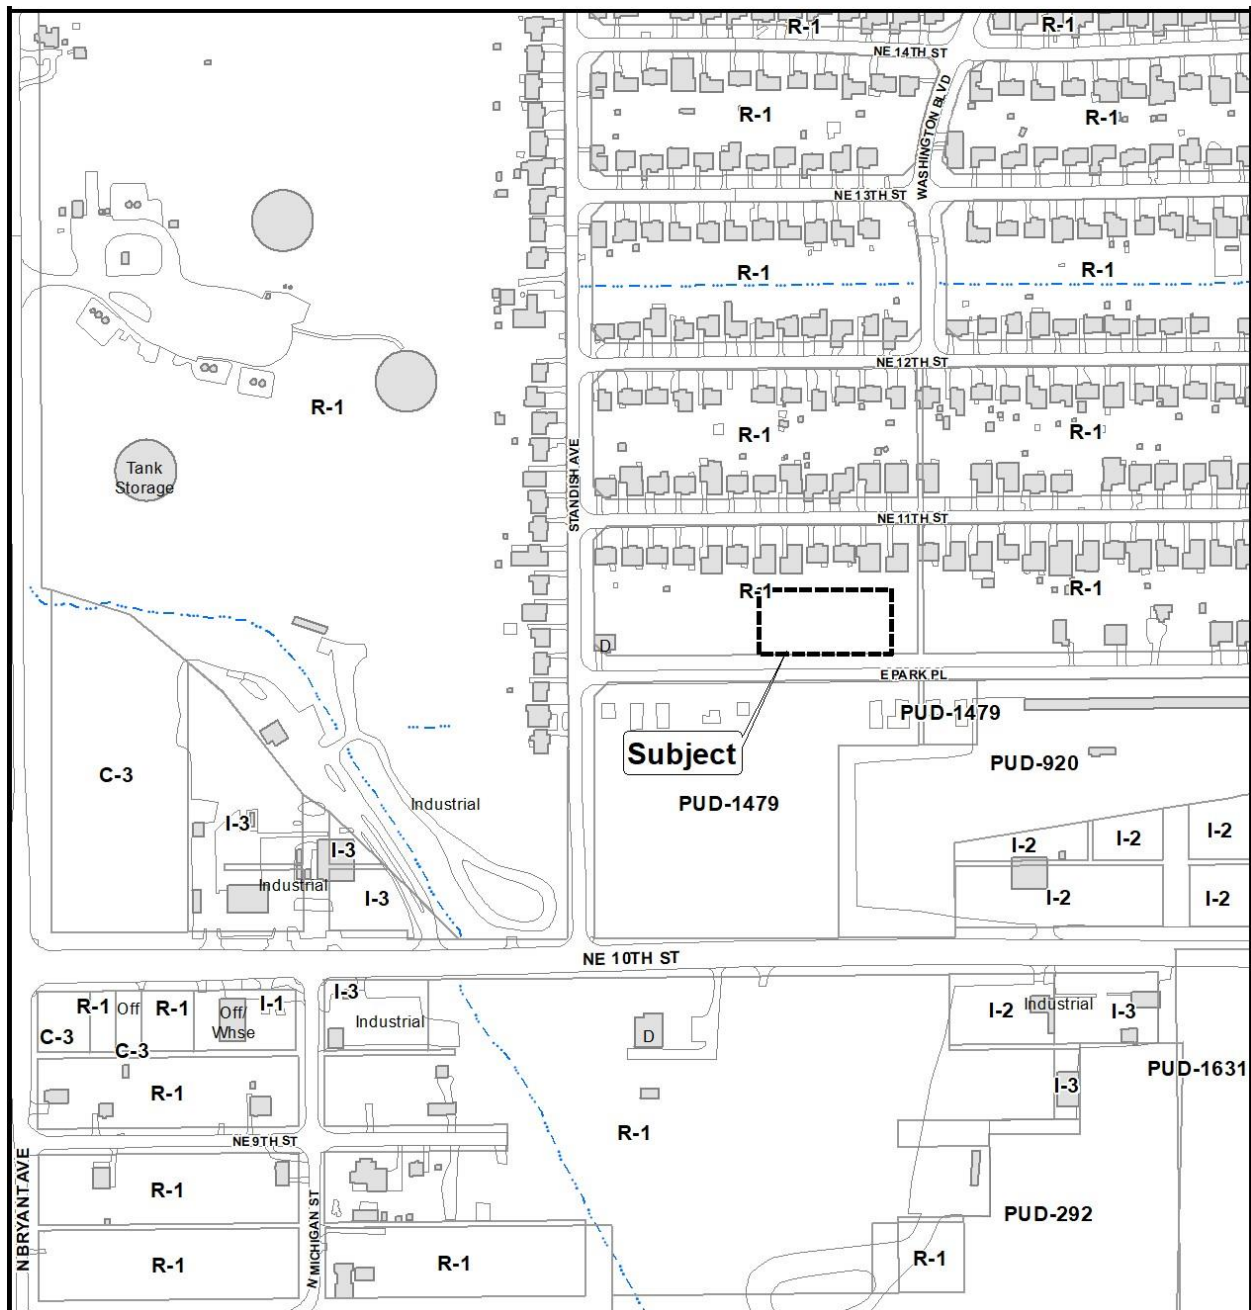 R-1
R-1
NE 14TH ST
WASHINGTON BLVD
R-1
R-1
NE 13TH ST
R-1
R-1
NE 12TH ST
R-1
R-1
R-1
STANDISH AVE
Tank
Storage
NE 11TH ST
R-1
R-1
D
E PARK PL
PUD-1479
Subject
PUD-920
C-3
PUD-1479
Industrial
I-3
I-3
I-2
I-2
I-2
Industrial
I-3
I-2
I-2
NE 10TH ST
R-1
Off
R-1
Off/
Whse
I-1
I-3
Industrial
C-3
C-3
D
I-2
Industrial
I-3
PUD-1631
R-1
I-3
R-1
NE 9TH ST
N BRYANT AVE
R-1
N MICHIGAN ST
PUD-292
R-1
R-1
R-1